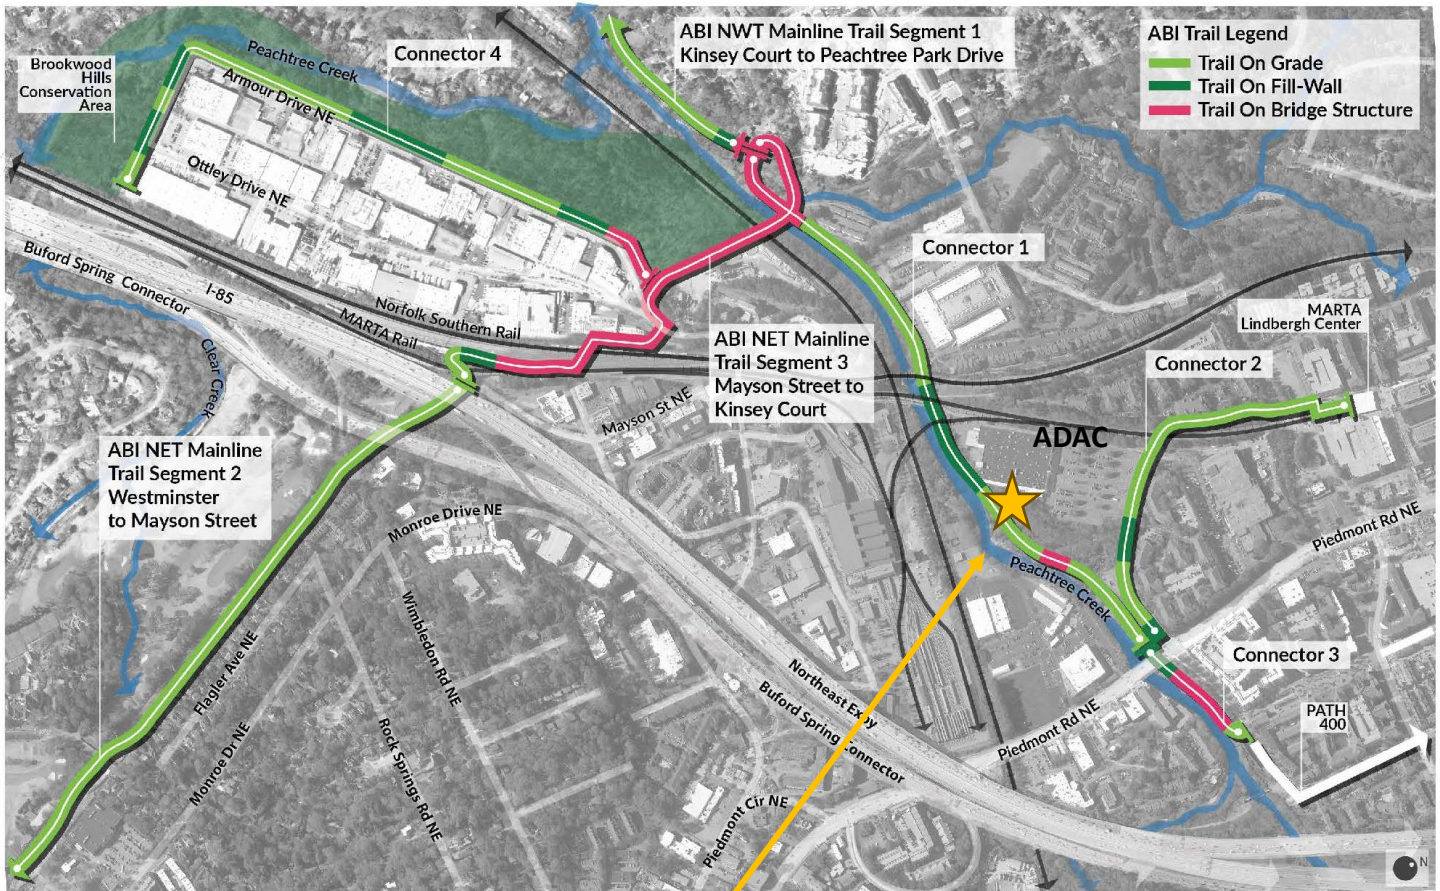 ABI NWT Mainline Trail Segment 1
Kinsey Court to Peachtree Park Drive
ABI Trail Legend
Trail On Grade
Trail On Fill-Wall
Trail On Bridge Structure
Connector 4
Peachtree Creek
Brookwood
Hills
Conservation
Area
Armour Drive NE
Ottley Drive NE
Buford Spring Connector
I-85
Norfolk Southern Rail
MARTA Rail
Clear Creek
Connector 1
MARTA
Lindbergh Center
ABI NET Mainline
Trail Segment 3
Mayson Street to
Kinsey Court
Connector 2
Mayson St NE
ADAC
ABI NET Mainline
Trail Segment 2
Westminster
to Mayson Street
Monroe Drive NE
Piedmont Rd NE
Peachtree Creek
Wimbledon Rd NE
Flagler Ave NE
Monroe Dr NE
Rock Springs Rd NE
Northeast Expy
Buford Spring Connector
Piedmont Rd NE
Connector 3
PATH
400
Piedmont Cir NE
N